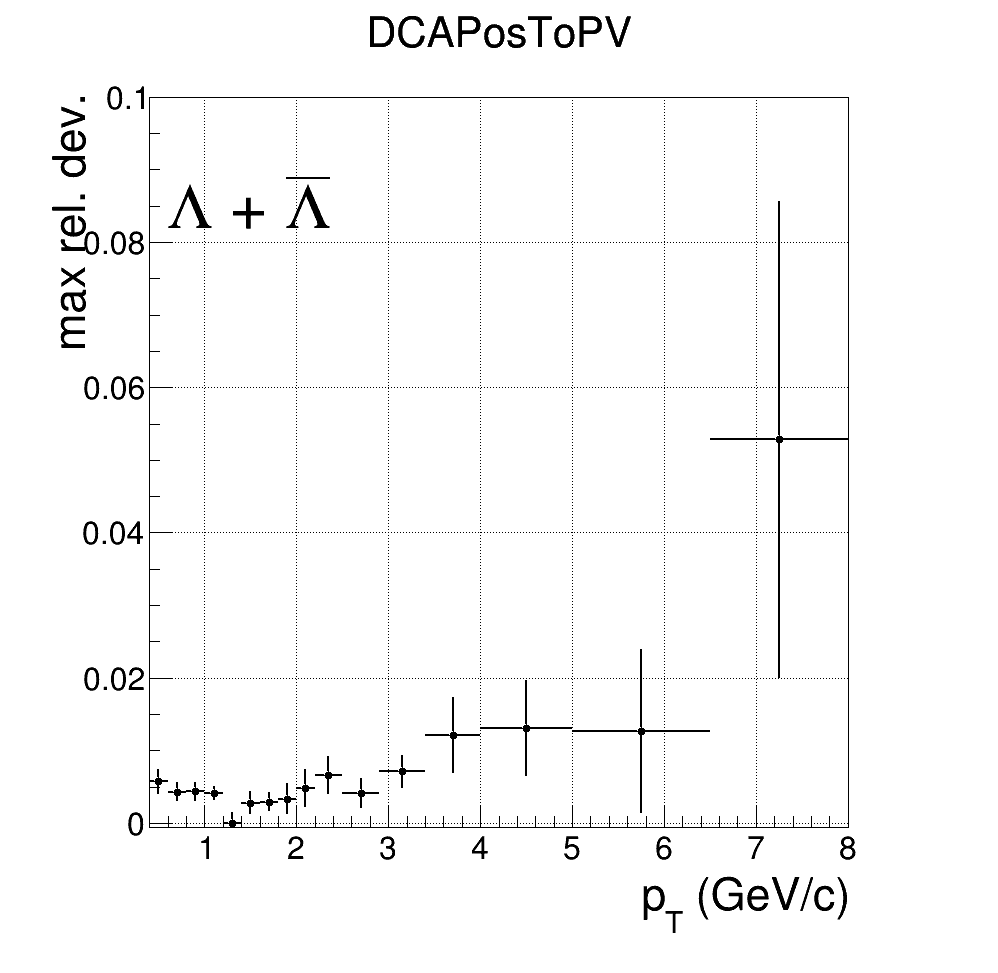 DCAPosToPV
max rel. dev.
0.1
0.08
0.06
0.04
0.02
0
Λ + Λ̅
1 2 3 4 5 6 7 8
p_T (GeV/c)